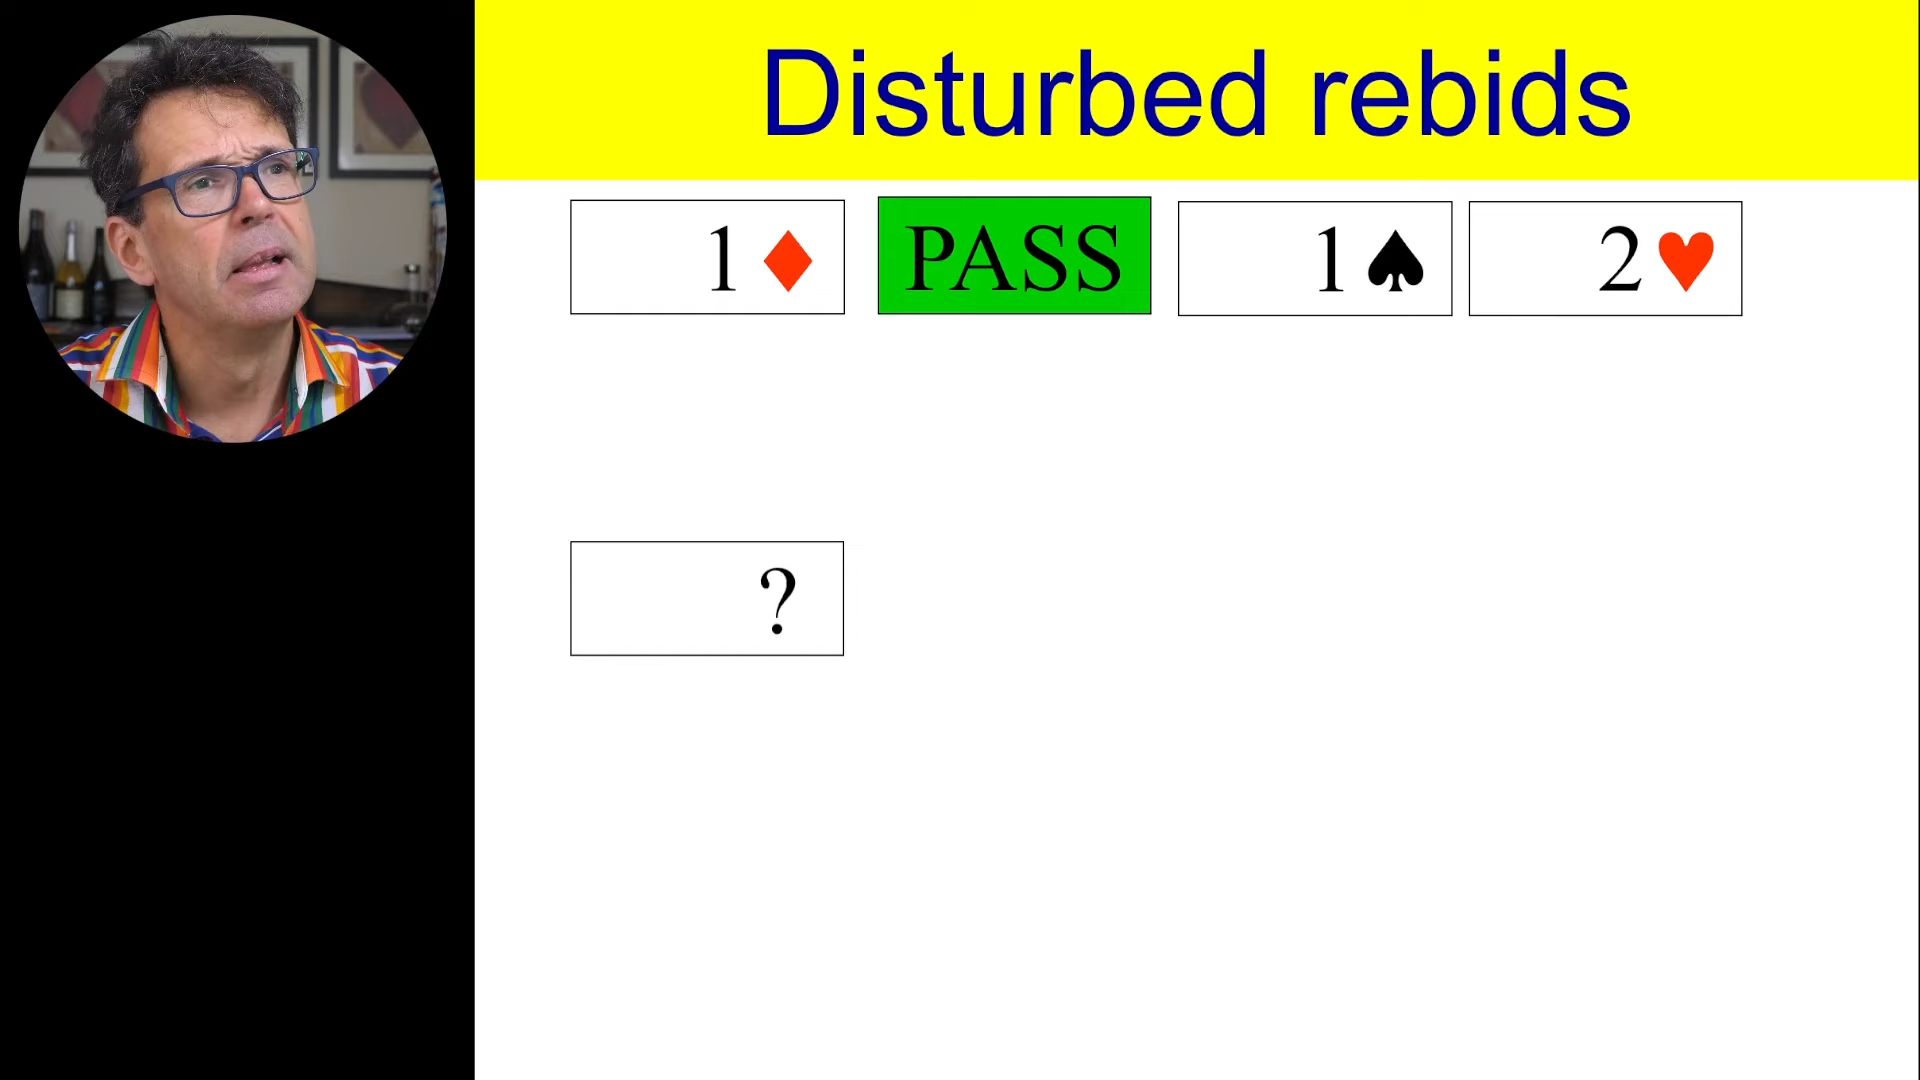 Disturbed rebids
1♦ PASS 1♠ 2♥
?